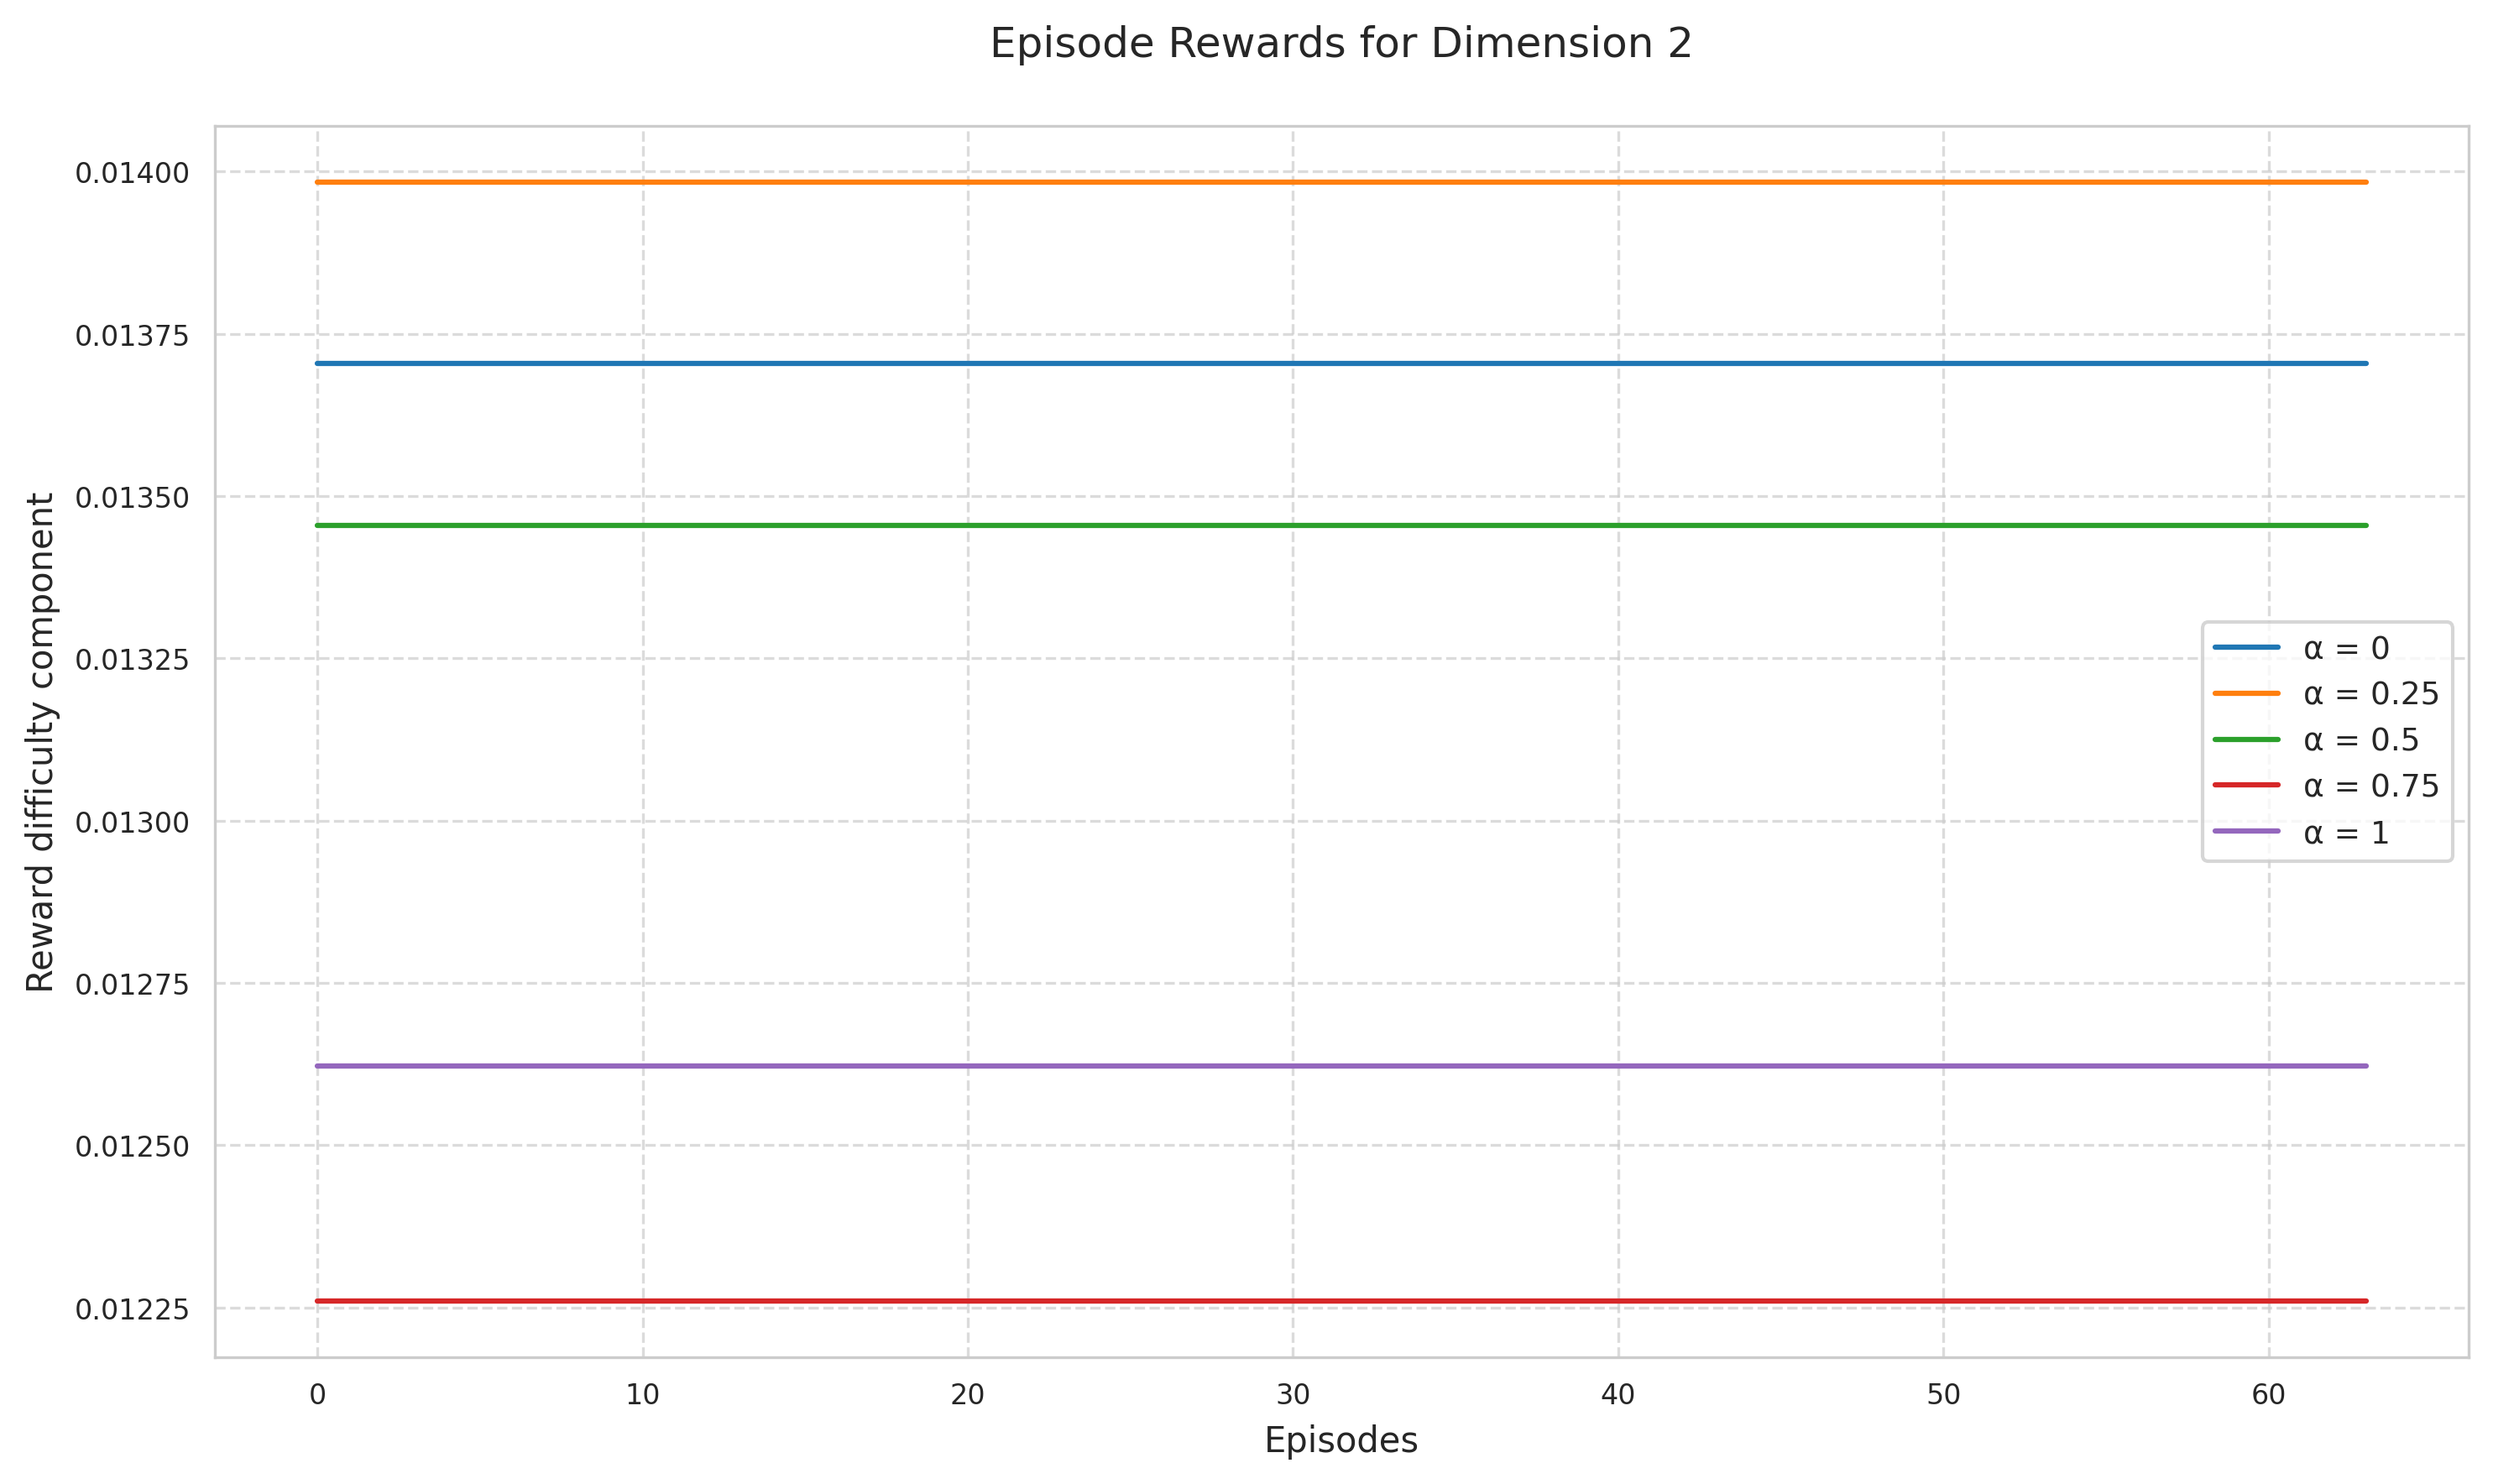 Episode Rewards for Dimension 2
0.01400
0.01375
0.01350
0.01325
0.01300
0.01275
0.01250
0.01225
Reward difficulty component
α = 0
α = 0.25
α = 0.5
α = 0.75
α = 1
0 10 20 30 40 50 60
Episodes